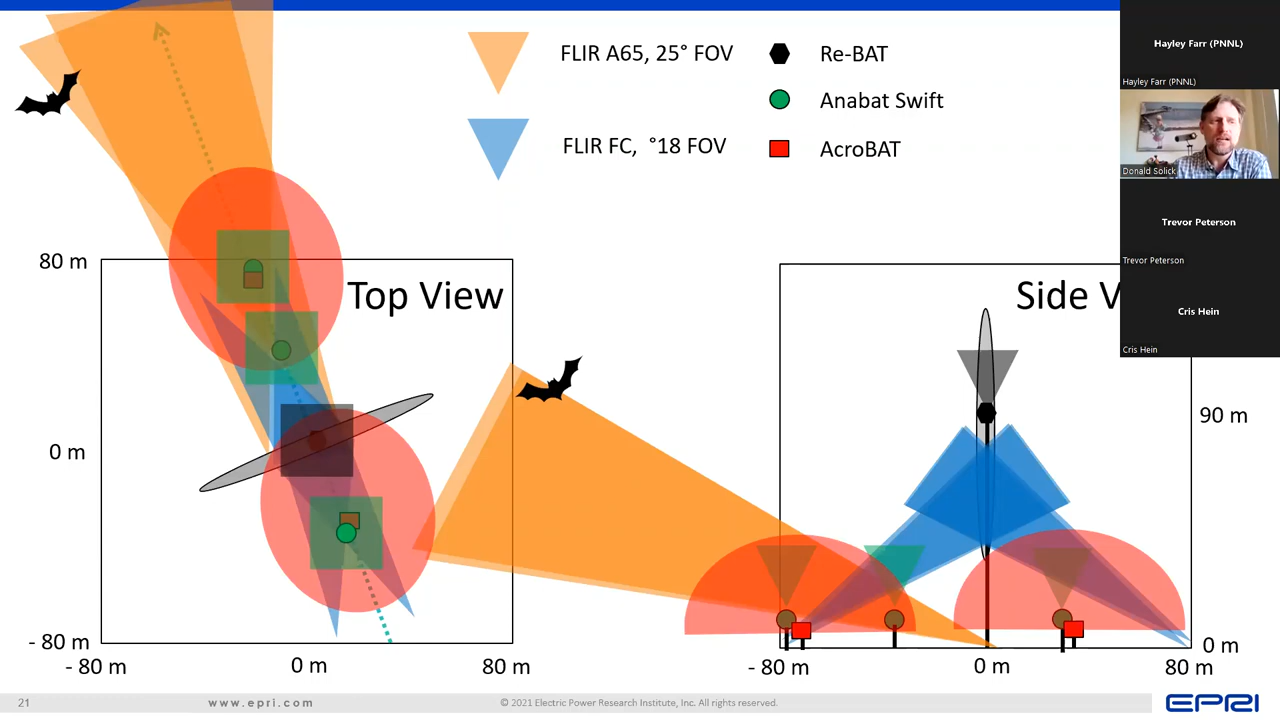 FLIR A65, 25° FOV
Re-BAT
Anabat Swift
FLIR FC, °18 FOV
AcroBAT
Hayley Farr (PNNL)
Hayley Farr (PNNL)
Donald Solick
Trevor Peterson
Trevor Peterson
Cris Hein
Cris Hein
80 m
Top View
0 m
- 80 m
- 80 m
0 m
80 m
Side V
90 m
0 m
- 80 m
0 m
80 m
21
www.epri.com
© 2021 Electric Power Research Institute, Inc. All rights reserved.
EPRI